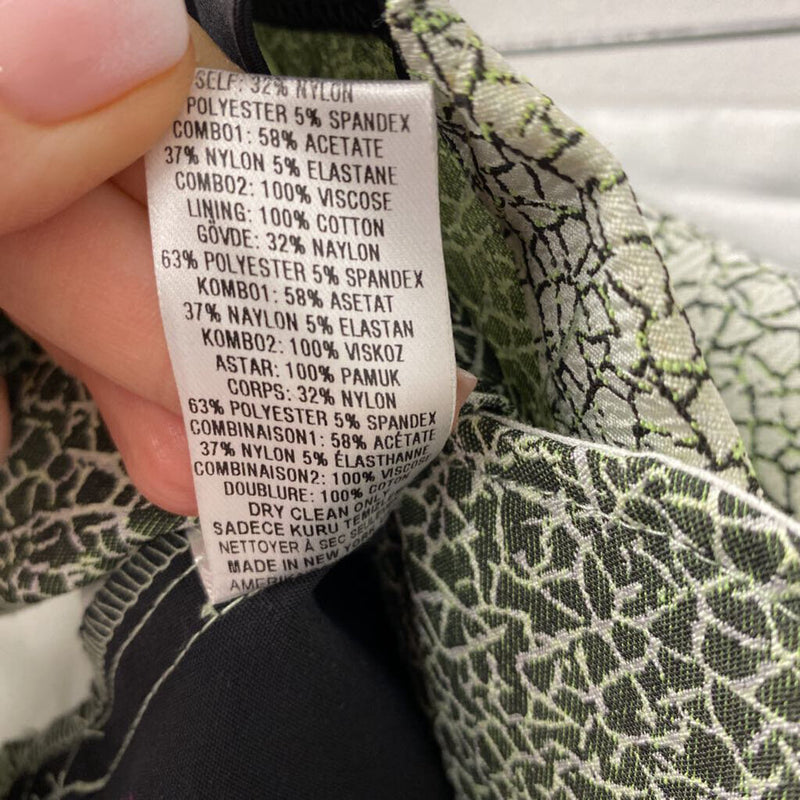 SELF: 32% NYLON
POLYESTER 5% SPANDEX
COMBO1: 58% ACETATE
37% NYLON 5% ELASTANE
COMBO2: 100% VISCOSE
LINING: 100% COTTON
GÖVDE: 32% NAYLON
63% POLYESTER 5% SPANDEX
KOMBO1: 58% ASETAT
37% NAYLON 5% ELASTAN
KOMBO2: 100% VISKOZ
ASTAR: 100% PAMUK
CORPS: 32% NYLON
63% POLYESTER 5% SPANDEX
COMBINAISON1: 58% ACÉTATE
37% NYLON 5% ÉLASTHANNE
COMBINAISON2: 100% VISCOSE
DOUBLURE: 100% COTON
DRY CLEAN ONLY
SADECE KURU
NETTOYER À SEC
MADE IN NEW